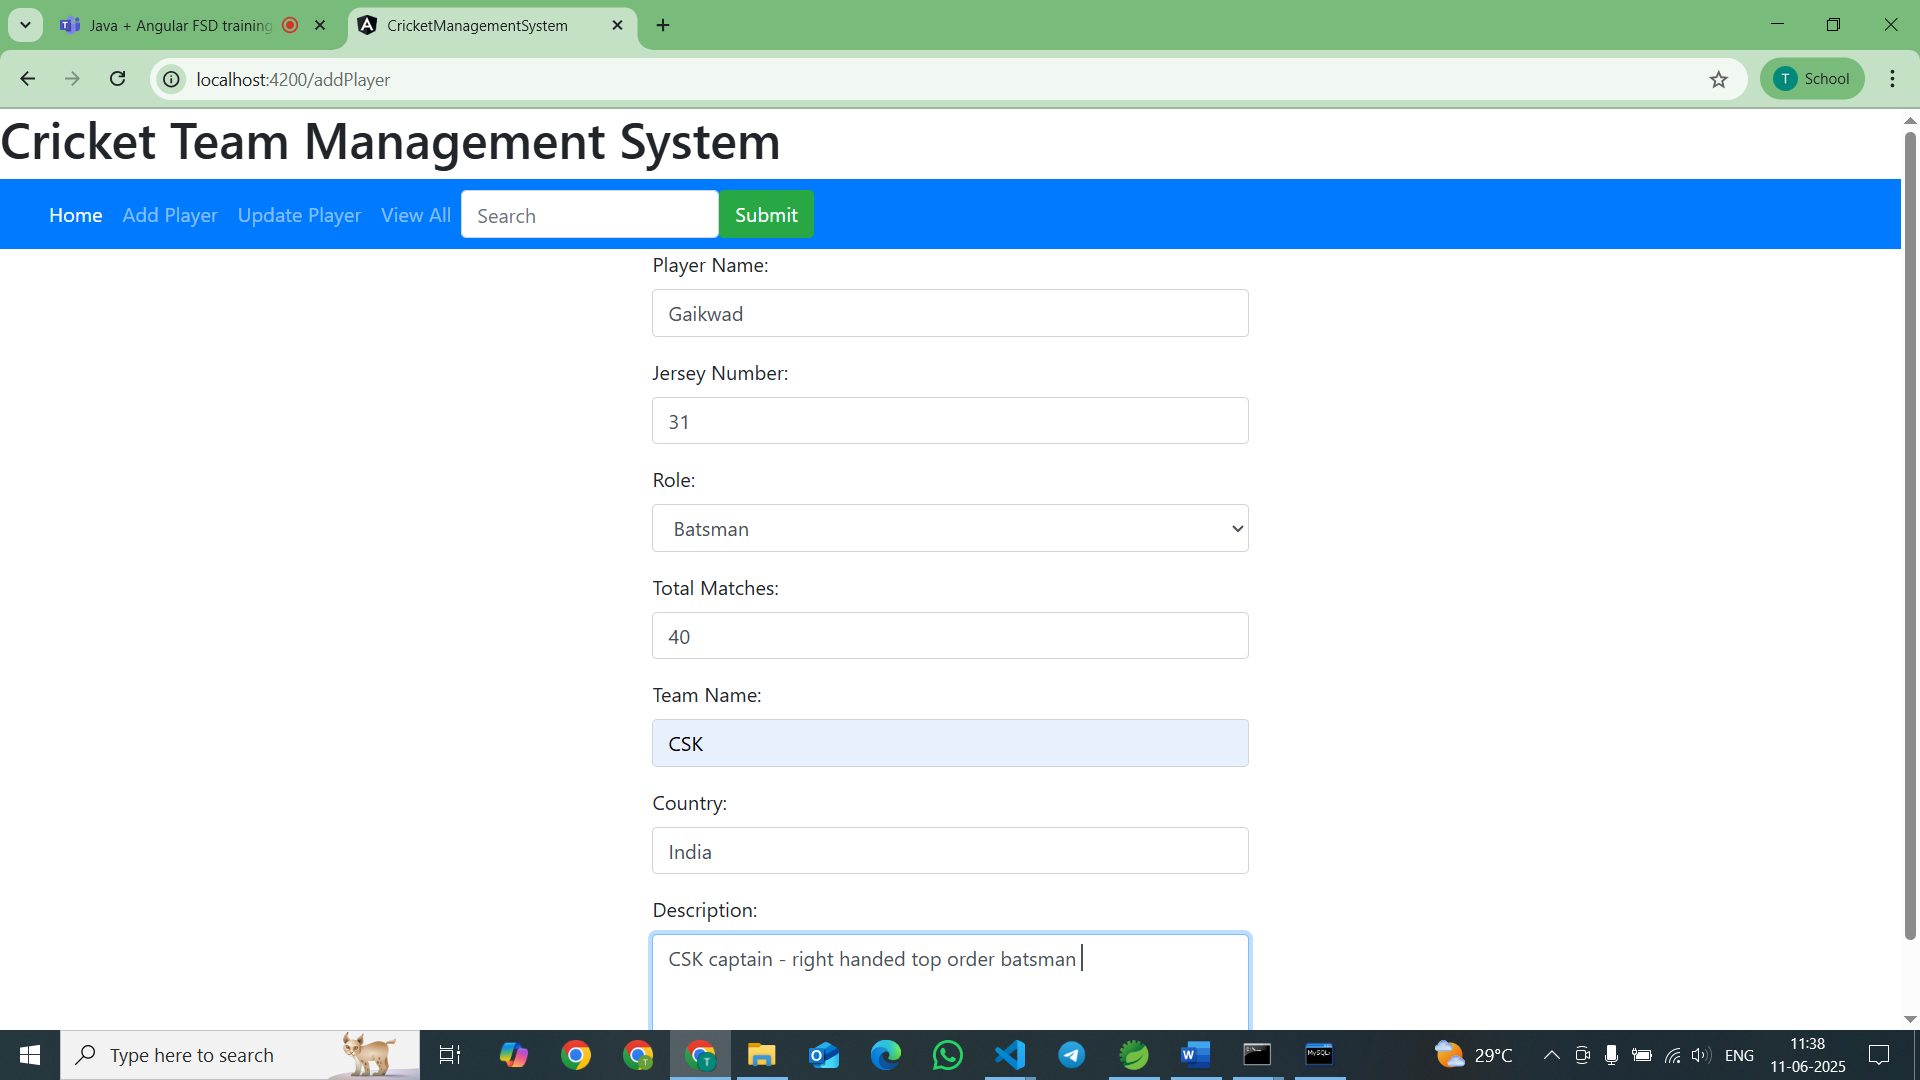 Java + Angular FSD training
CricketManagementSystem
localhost:4200/addPlayer
T
School
Cricket Team Management System
Home
Add Player
Update Player
View All
Search
Submit
Player Name:
Gaikwad
Jersey Number:
31
Role:
Batsman
Total Matches:
40
Team Name:
CSK
Country:
India
Description:
CSK captain - right handed top order batsman
Type here to search
29°C
ENG
11:38
11-06-2025